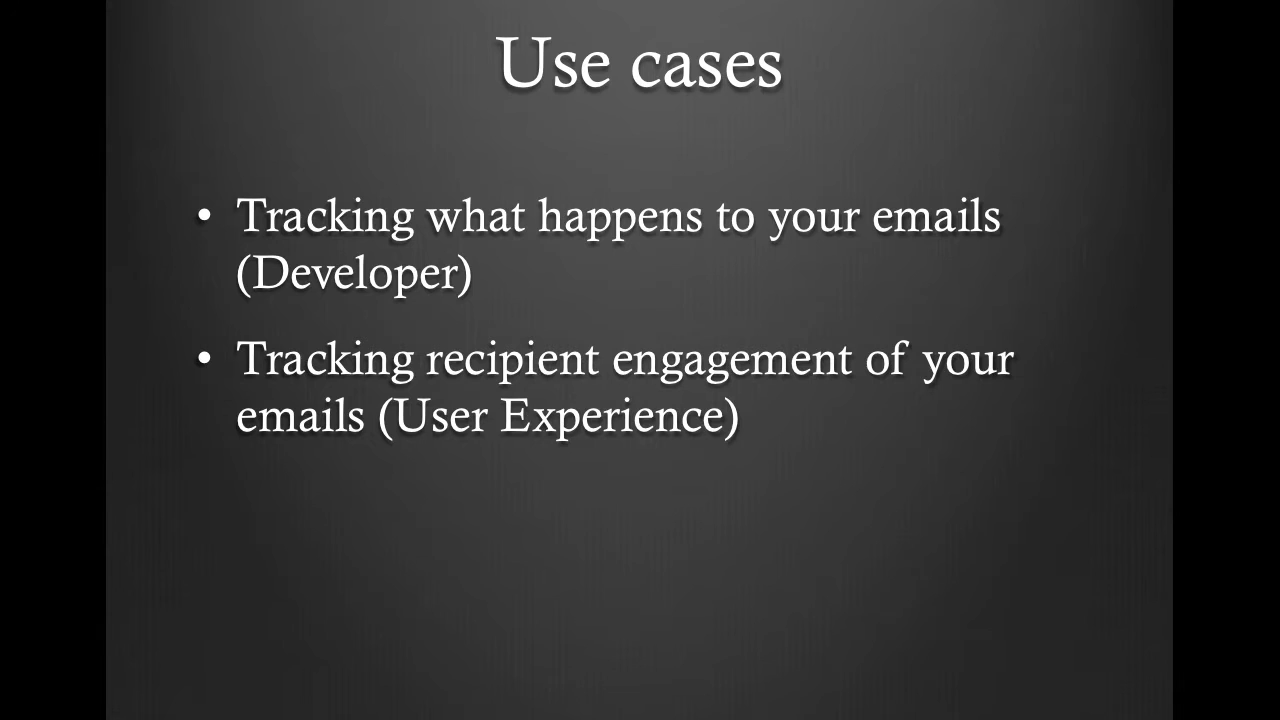 Use cases
• Tracking what happens to your emails
(Developer)
• Tracking recipient engagement of your
emails (User Experience)